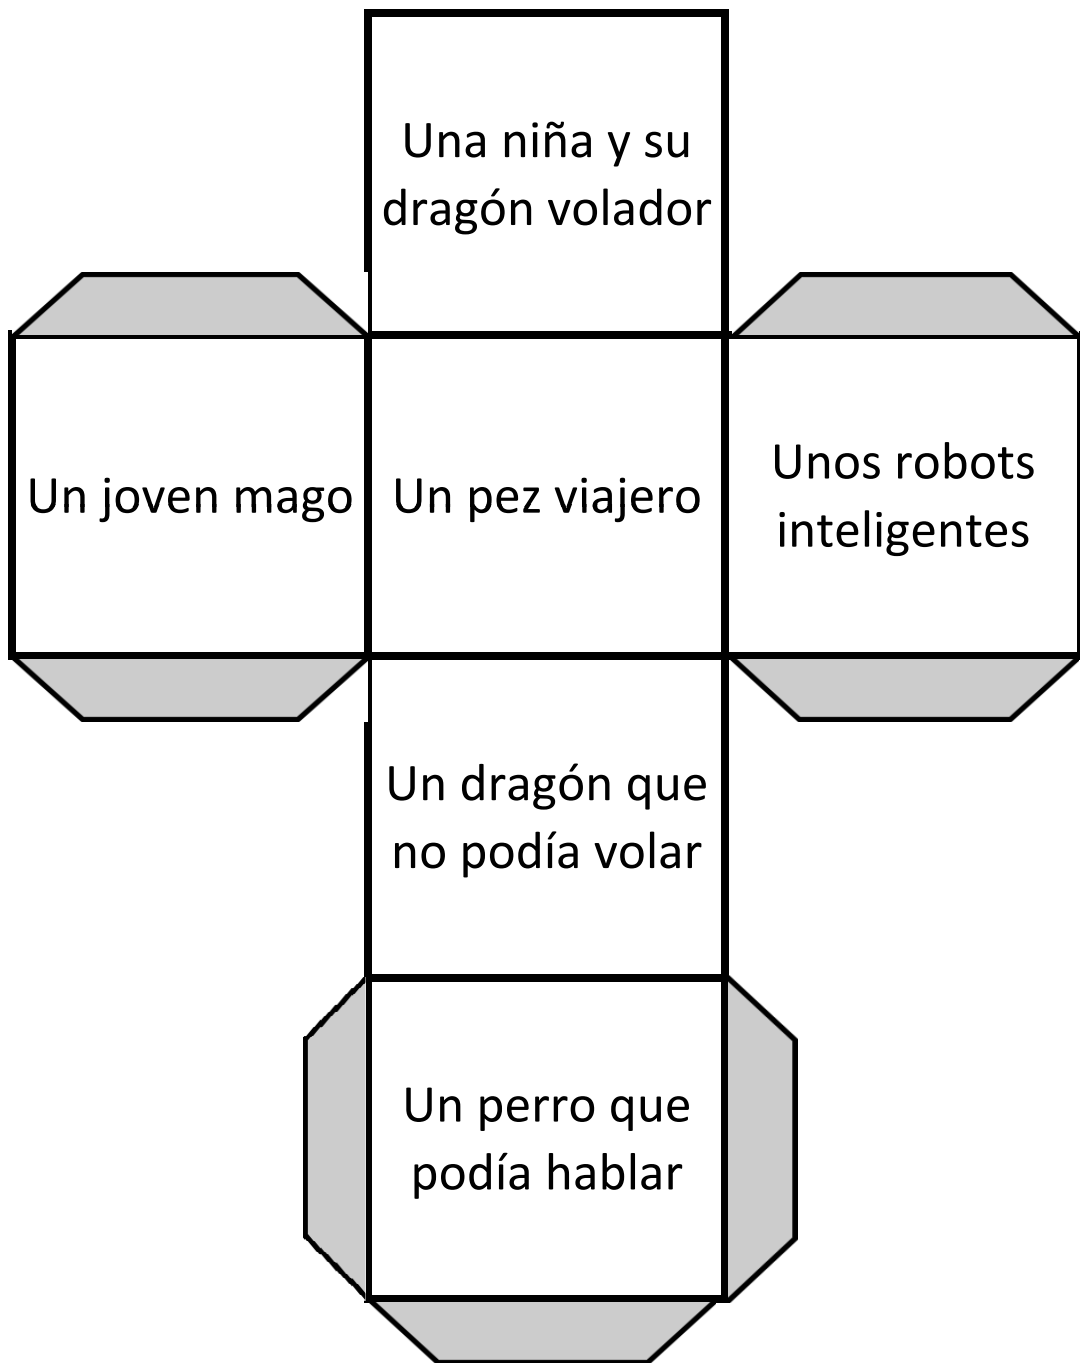 Una niña y su
dragón volador
Un joven mago
Un pez viajero
Unos robots
inteligentes
Un dragón que
no podía volar
Un perro que
podía hablar